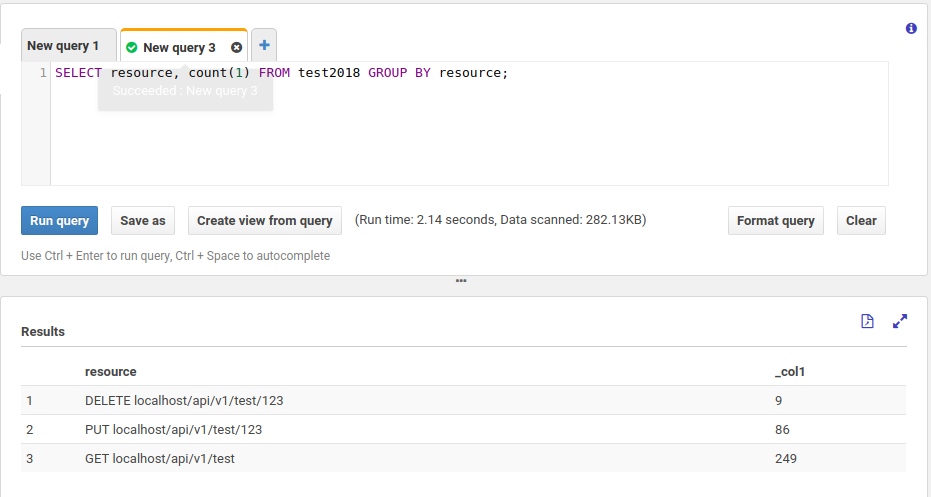 New query 1 New query 3 +
1 SELECT resource, count(1) FROM test2018 GROUP BY resource;
Succeeded : New query 3
Run query Save as Create view from query (Run time: 2.14 seconds, Data scanned: 282.13KB) Format query Clear
Use Ctrl + Enter to run query, Ctrl + Space to autocomplete
Results
resource _col1
1 DELETE localhost/api/v1/test/123 9
2 PUT localhost/api/v1/test/123 86
3 GET localhost/api/v1/test 249